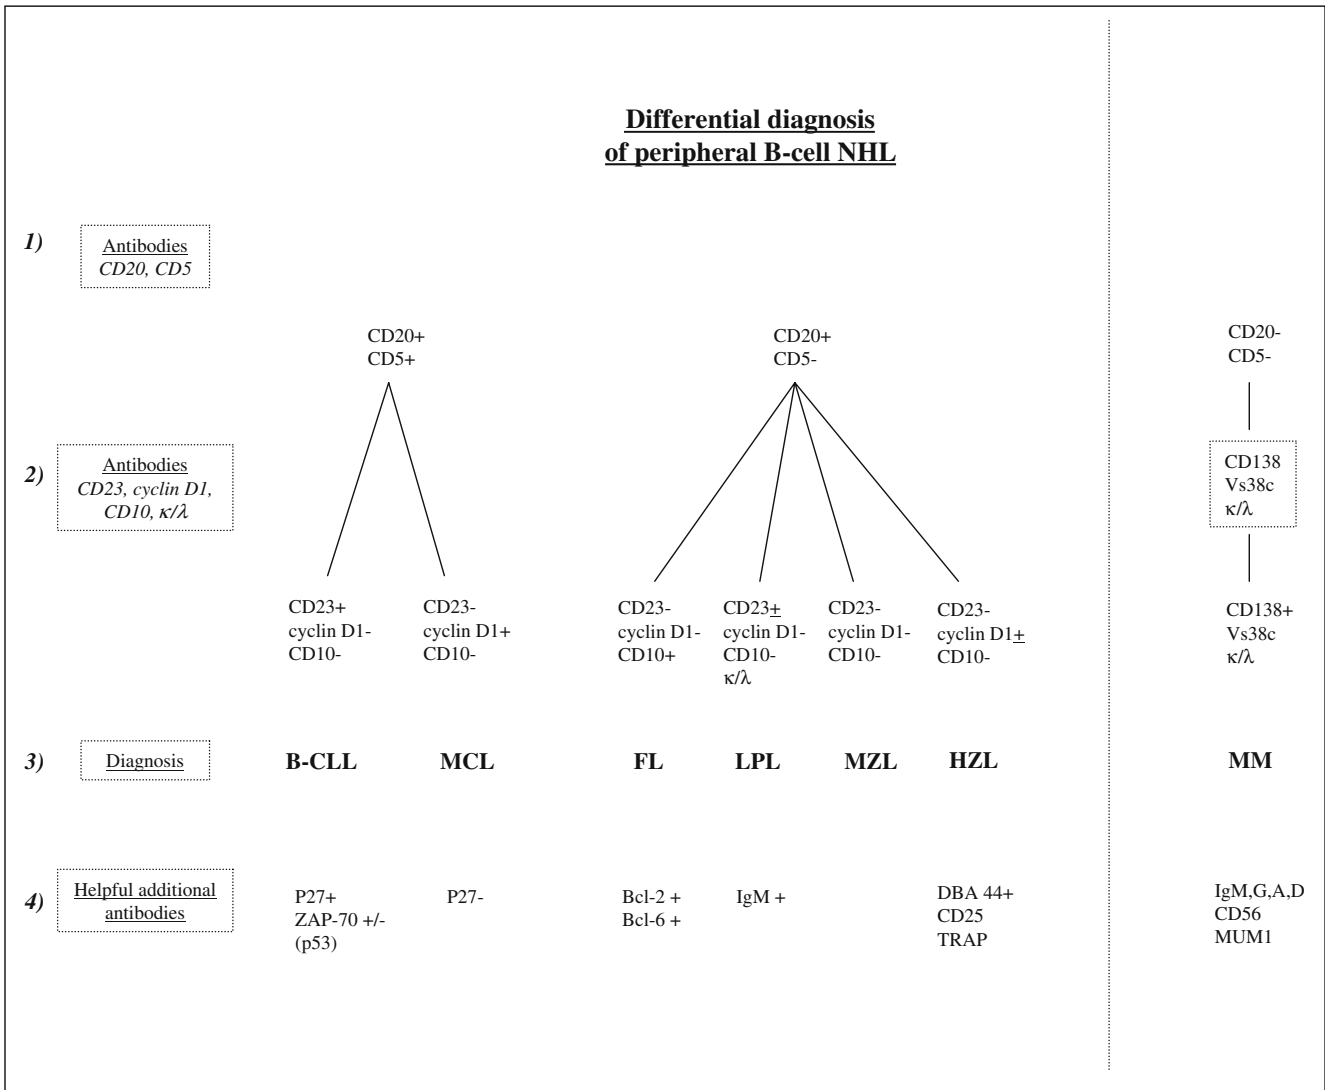 Differential diagnosis
of peripheral B-cell NHL
1)
Antibodies
CD20, CD5
CD20+
CD5+
CD20+
CD5-
CD20-
CD5-
2)
Antibodies
CD23, cyclin D1,
CD10, κ/λ
CD138
Vs38c
κ/λ
CD23+
cyclin D1-
CD10-
CD23-
cyclin D1+
CD10-
CD23-
cyclin D1-
CD10+
CD23±
cyclin D1-
CD10-
κ/λ
CD23-
cyclin D1-
CD10-
CD23-
cyclin D1±
CD10-
CD138+
Vs38c
κ/λ
3)
Diagnosis
B-CLL
MCL
FL
LPL
MZL
HZL
MM
4)
Helpful additional
antibodies
P27+
ZAP-70 +/-
(p53)
P27-
Bcl-2 +
Bcl-6 +
IgM +
DBA 44+
CD25
TRAP
IgM,G,A,D
CD56
MUM1